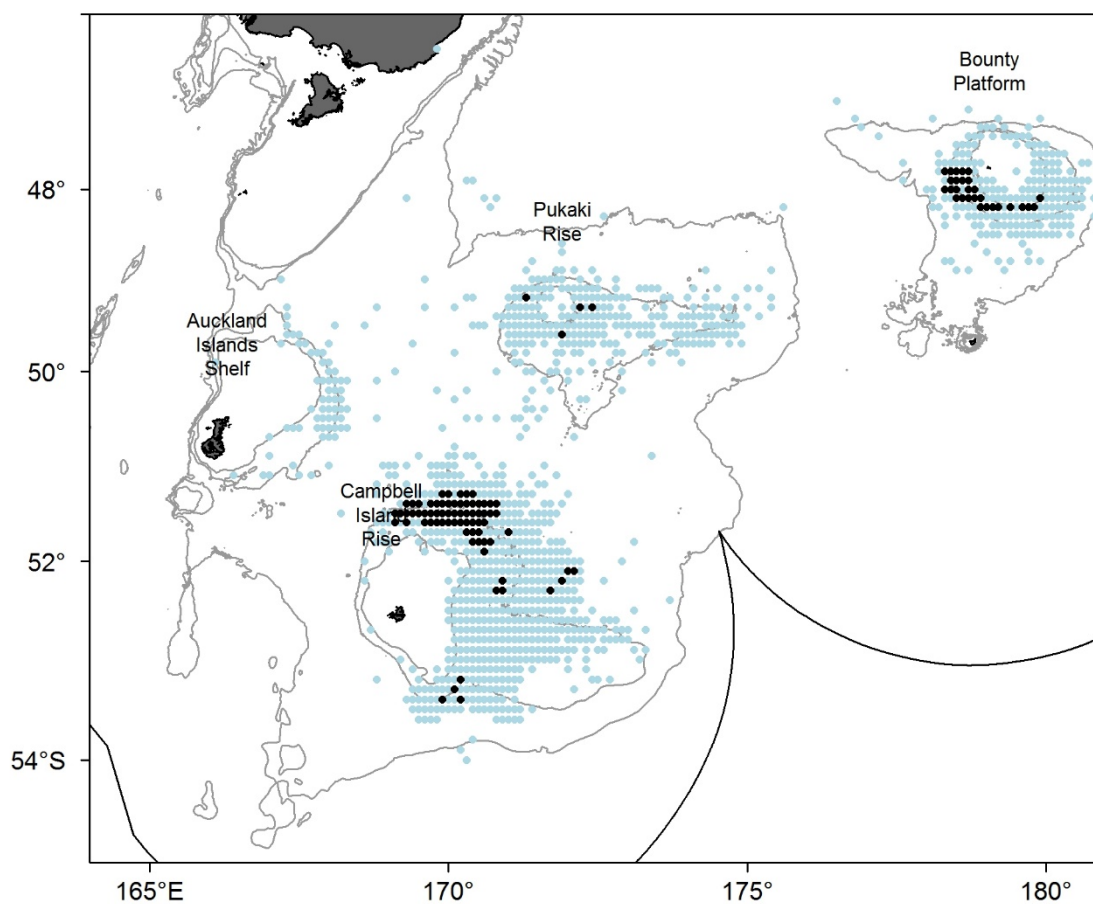 Bounty
Platform
48°
Pukaki
Rise
Auckland
Islands
Shelf
50°
Campbell
Island
Rise
52°
54°S
165°E
170°
175°
180°